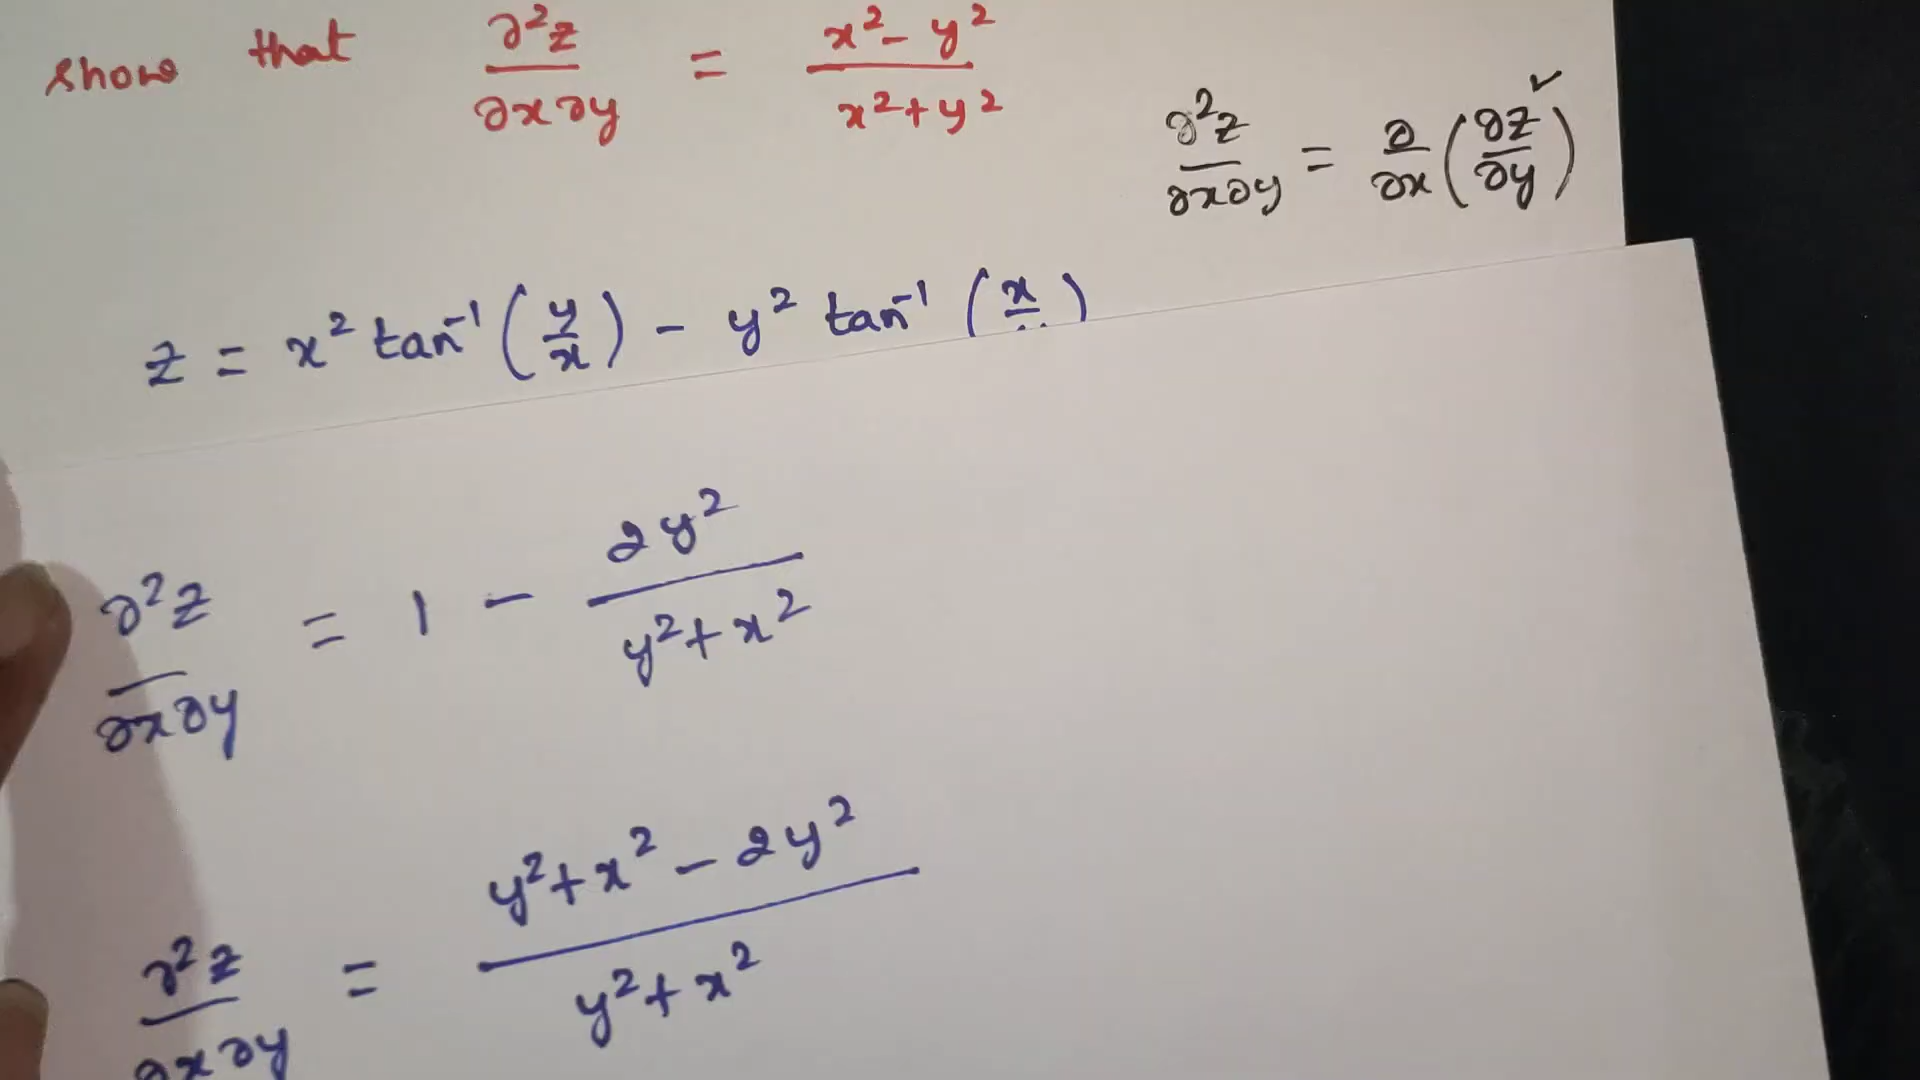 show that ∂²z/∂x∂y = x²-y²/x²+y²
∂²z/∂x∂y = ∂/∂x (∂z/∂y) ✓
z = x² tan⁻¹ (y/x) - y² tan⁻¹ (x/
∂²z/∂x∂y = 1 - 2y²/y²+x²
∂²z/∂x∂y = y²+x²-2y²/y²+x²